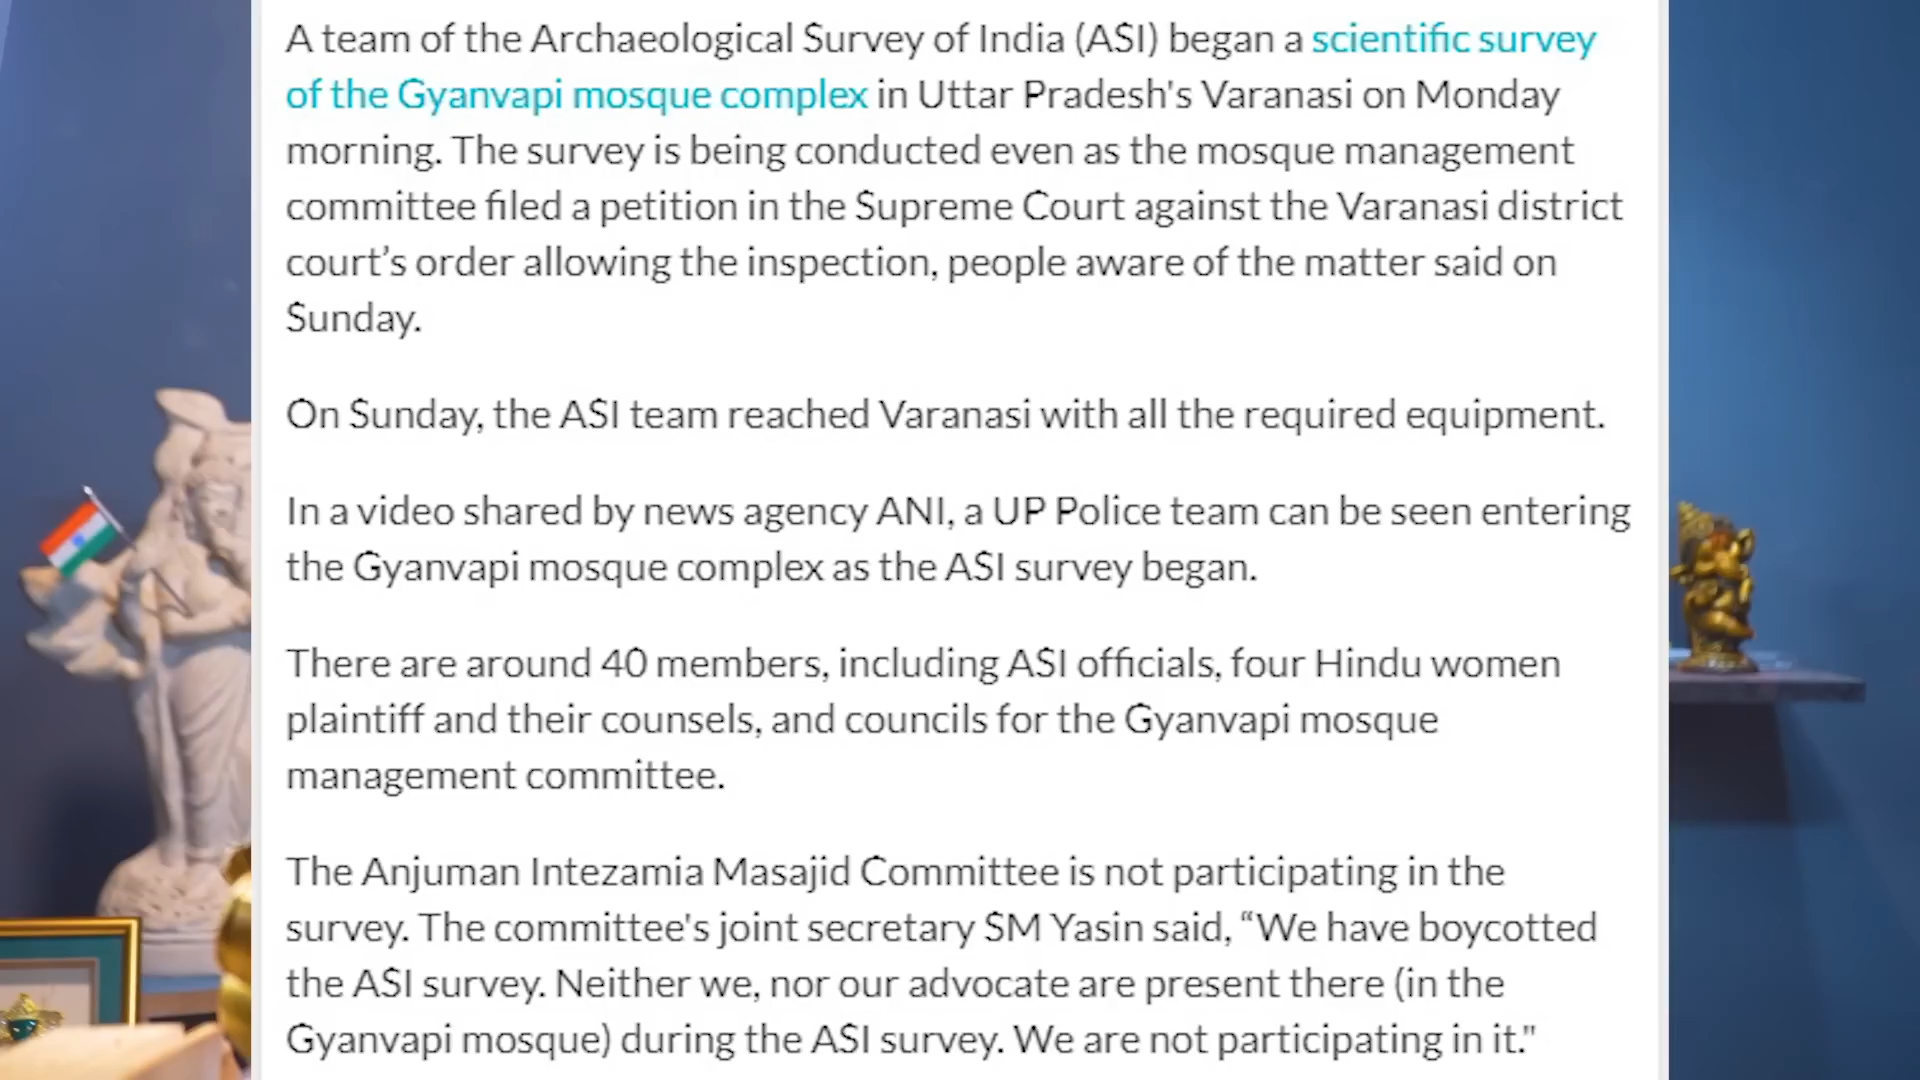 A team of the Archaeological Survey of India (ASI) began a scientific survey
of the Gyanvapi mosque complex in Uttar Pradesh's Varanasi on Monday
morning. The survey is being conducted even as the mosque management
committee filed a petition in the Supreme Court against the Varanasi district
court’s order allowing the inspection, people aware of the matter said on
Sunday.
On Sunday, the ASI team reached Varanasi with all the required equipment.
In a video shared by news agency ANI, a UP Police team can be seen entering
the Gyanvapi mosque complex as the ASI survey began.
There are around 40 members, including ASI officials, four Hindu women
plaintiff and their counsels, and councils for the Gyanvapi mosque
management committee.
The Anjuman Intezamia Masajid Committee is not participating in the
survey. The committee's joint secretary SM Yasin said, “We have boycotted
the ASI survey. Neither we, nor our advocate are present there (in the
Gyanvapi mosque) during the ASI survey. We are not participating in it."